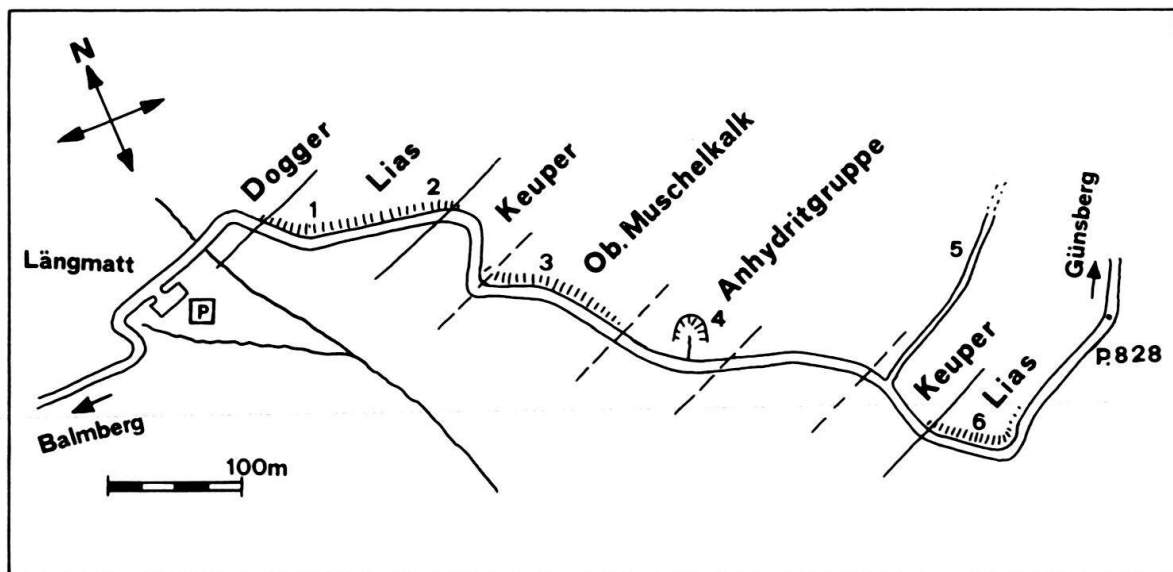 N
Dogger
Lias
Keuper
Ob. Muschelkalk
Anhydritgruppe
1
2
3
4
5
Günsberg
Längmatt
P
Keuper
Lias
6
P.828
Balmberg
100m